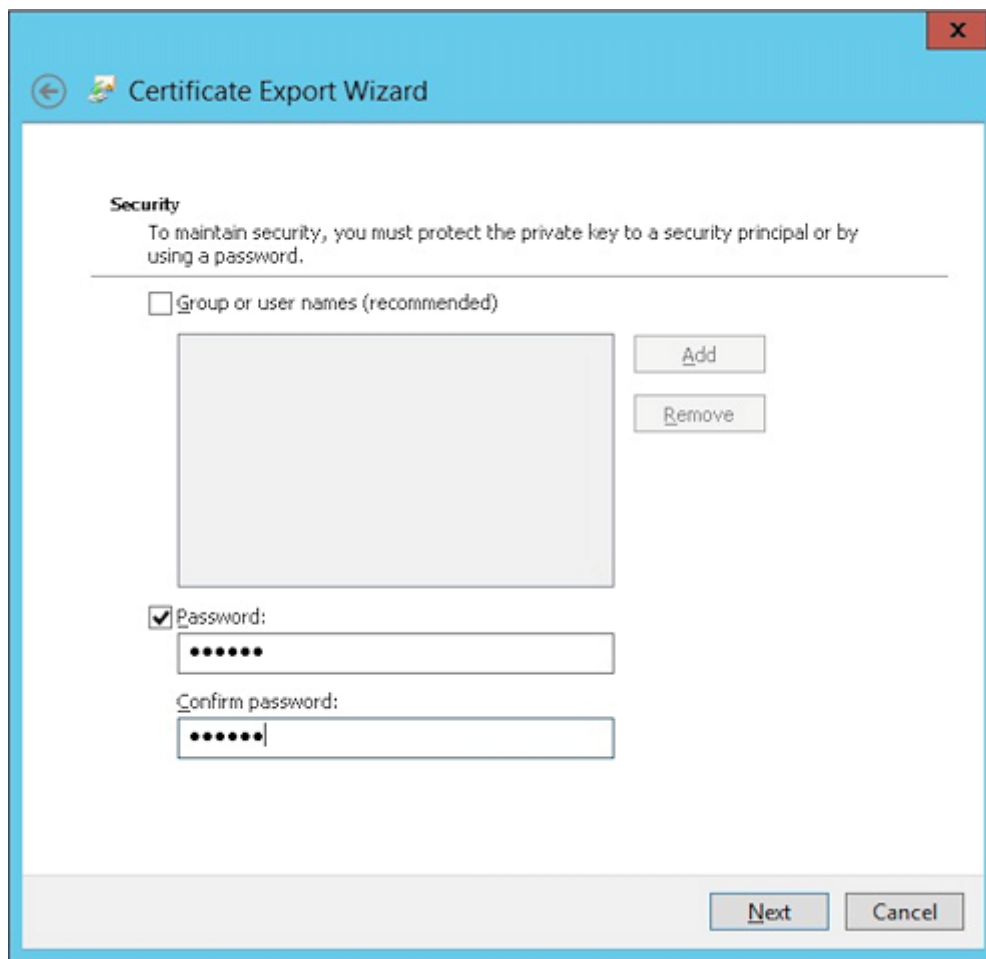 x
Certificate Export Wizard
Security
To maintain security, you must protect the private key to a security principal or by
using a password.
Group or user names (recommended)
Add
Remove
Password:
••••••
Confirm password:
••••••
Next
Cancel